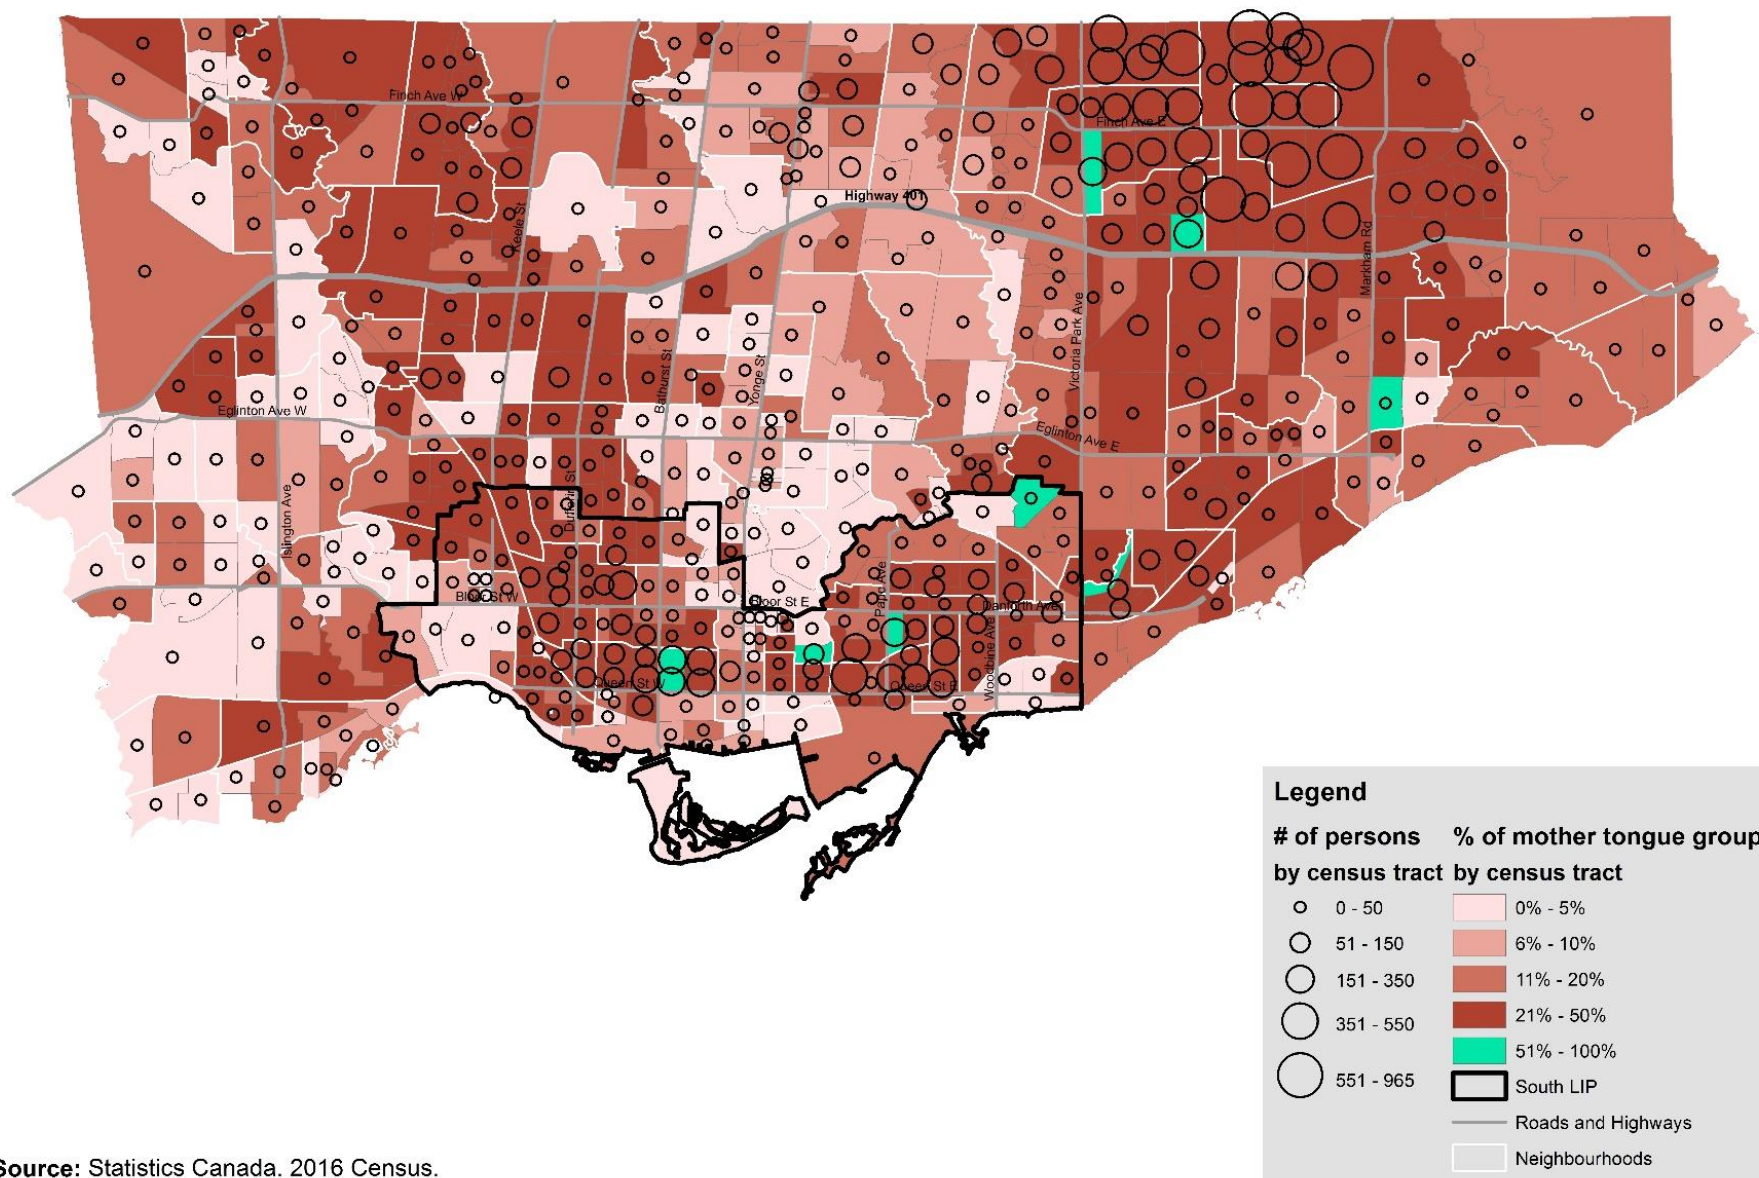 Finch Ave W
Finch Ave E
Highway 401
Keele St
Markham Rd
Victoria Park Ave
Bathurst St
Yonge St
Eglinton Ave W
Eglinton Ave E
Islington Ave
Dufferin St
Pape Ave
Bloor St W
Bloor St E
Danforth Ave
Woodbine Ave
Queen St W
Queen St E
Legend
# of persons
by census tract
0 - 50
51 - 150
151 - 350
351 - 550
551 - 965
% of mother tongue group
by census tract
0% - 5%
6% - 10%
11% - 20%
21% - 50%
51% - 100%
South LIP
Roads and Highways
Neighbourhoods
Source: Statistics Canada. 2016 Census.